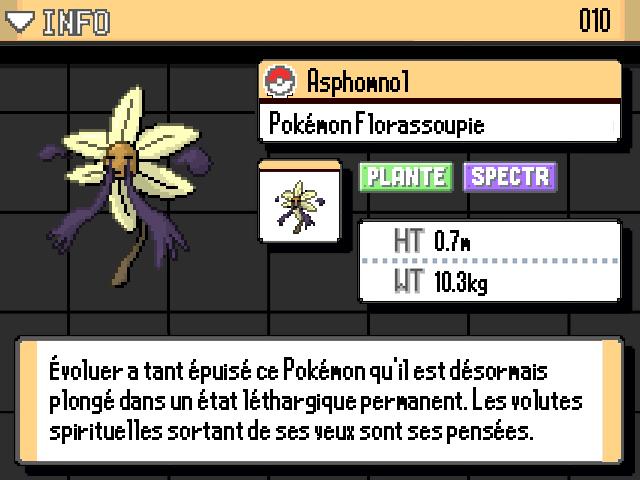 INFO
010
Asphomnol
Pokémon Florassoupie
PLANTE SPECTR
HT 0.7m
WT 10.3kg
Évoluer a tant épuisé ce Pokémon qu'il est désormais
plongé dans un état léthargique permanent. Les volutes
spirituelles sortant de ses yeux sont ses pensées.